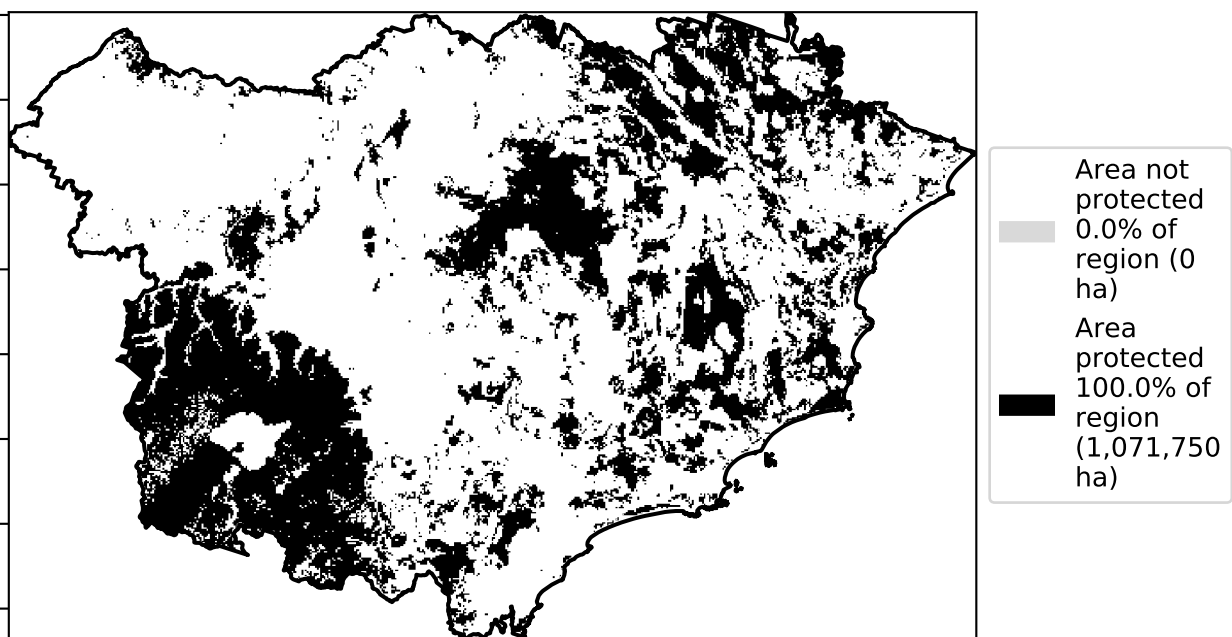 Area not
protected
0.0% of
region (0
ha)
Area
protected
100.0% of
region
(1,071,750
ha)